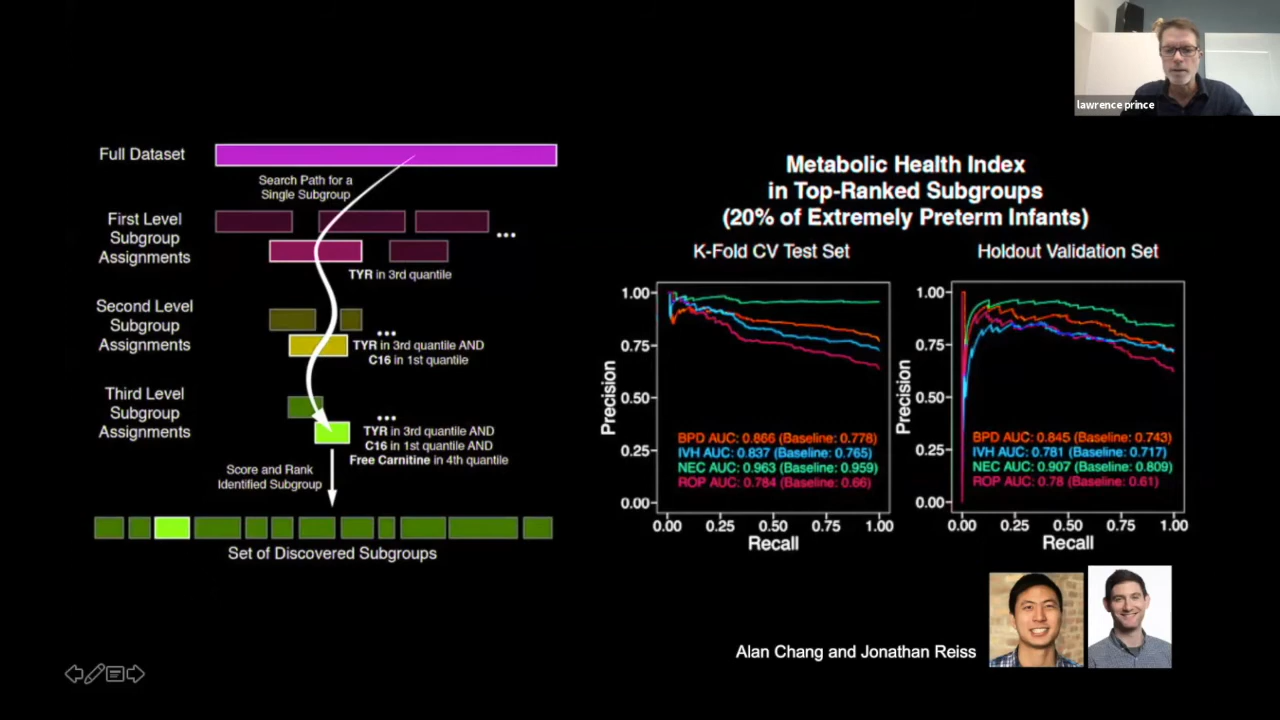 lawrence prince
Full Dataset
Search Path for a
Single Subgroup
First Level
Subgroup
Assignments
...
TYR in 3rd quantile
Second Level
Subgroup
Assignments
...
TYR in 3rd quantile AND
C16 in 1st quantile
Third Level
Subgroup
Assignments
...
TYR in 3rd quantile AND
C16 in 1st quantile AND
Free Carnitine in 4th quantile
Score and Rank
Identified Subgroup
Set of Discovered Subgroups
Metabolic Health Index
in Top-Ranked Subgroups
(20% of Extremely Preterm Infants)
K-Fold CV Test Set
Precision
1.00
0.75
0.50
0.25
0.00
BPD AUC: 0.866 (Baseline: 0.778)
IVH AUC: 0.837 (Baseline: 0.765)
NEC AUC: 0.963 (Baseline: 0.959)
ROP AUC: 0.784 (Baseline: 0.66)
0.00 0.25 0.50 0.75 1.00
Recall
Holdout Validation Set
Precision
1.00
0.75
0.50
0.25
0.00
BPD AUC: 0.845 (Baseline: 0.743)
IVH AUC: 0.781 (Baseline: 0.717)
NEC AUC: 0.907 (Baseline: 0.809)
ROP AUC: 0.78 (Baseline: 0.61)
0.00 0.25 0.50 0.75 1.00
Recall
Alan Chang and Jonathan Reiss